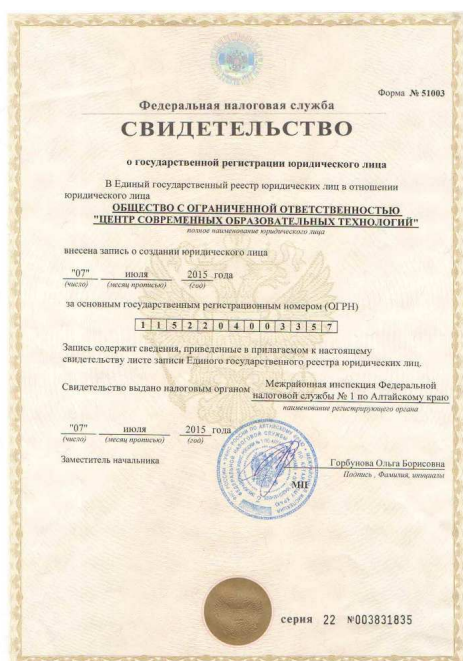 Форма № 51003
Федеральная налоговая служба
СВИДЕТЕЛЬСТВО
о государственной регистрации юридического лица
В Единый государственный реестр юридических лиц в отношении
юридического лица
ОБЩЕСТВО С ОГРАНИЧЕННОЙ ОТВЕТСТВЕННОСТЬЮ
"ЦЕНТР СОВРЕМЕННЫХ ОБРАЗОВАТЕЛЬНЫХ ТЕХНОЛОГИЙ"
полное наименование юридического лица
внесена запись о создании юридического лица
"07" июля 2015 года
(число) (месяц прописью) (год)
за основным государственным регистрационным номером (ОГРН)
1 1 5 2 2 0 4 0 0 3 3 5 7
Запись содержит сведения, приведенные в прилагаемом к настоящему
свидетельству листе записи Единого государственного реестра юридических лиц.
Свидетельство выдано налоговым органом Межрайонная инспекция Федеральной
налоговой службы № 1 по Алтайскому краю
наименование регистрирующего органа
"07" июля 2015 года
(число) (месяц прописью) (год)
Заместитель начальника Горбунова Ольга Борисовна
Подпись , Фамилия, инициалы
МП
серия 22 №003831835